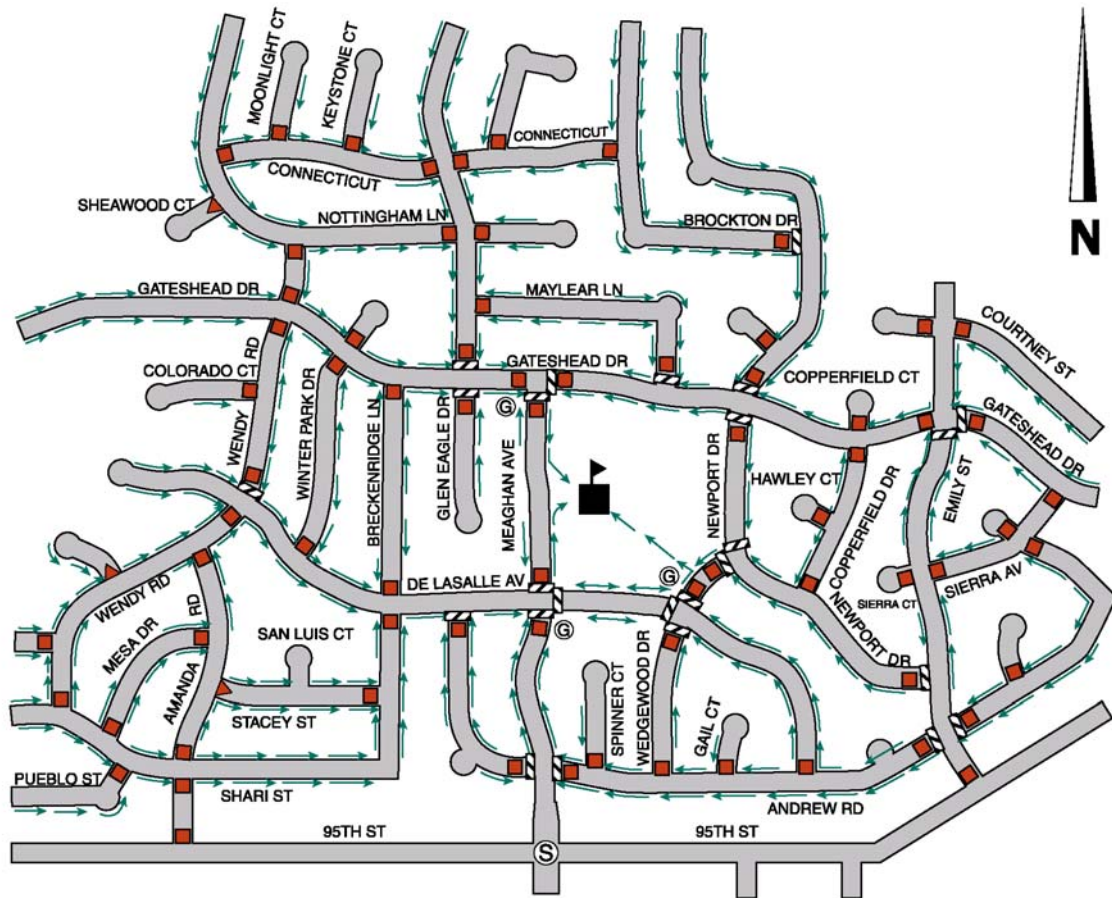 MOONLIGHT CT
KEYSTONE CT
CONNECTICUT
CONNECTICUT
SHEAWOOD CT
NOTTINGHAM LN
BROCKTON DR
N
GATESHEAD DR
MAYLEAR LN
COURTNEY ST
COLORADO CT
WENDY RD
WINTER PARK DR
BRECKENRIDGE LN
GLEN EAGLE DR
GATESHEAD DR
COPPERFIELD CT
GATESHEAD DR
G
MEAGHAN AVE
NEWPORT DR
HAWLEY CT
COPPERFIELD DR
EMILY ST
WENDY RD
DE LASALLE AV
G
SIERRA CT
SIERRA AV
MESA DR
AMANDA RD
SAN LUIS CT
G
NEWPORT DR
STACEY ST
SPINNER CT
WEDGEWOOD DR
GAIL CT
PUEBLO ST
SHARI ST
ANDREW RD
95TH ST
95TH ST
S